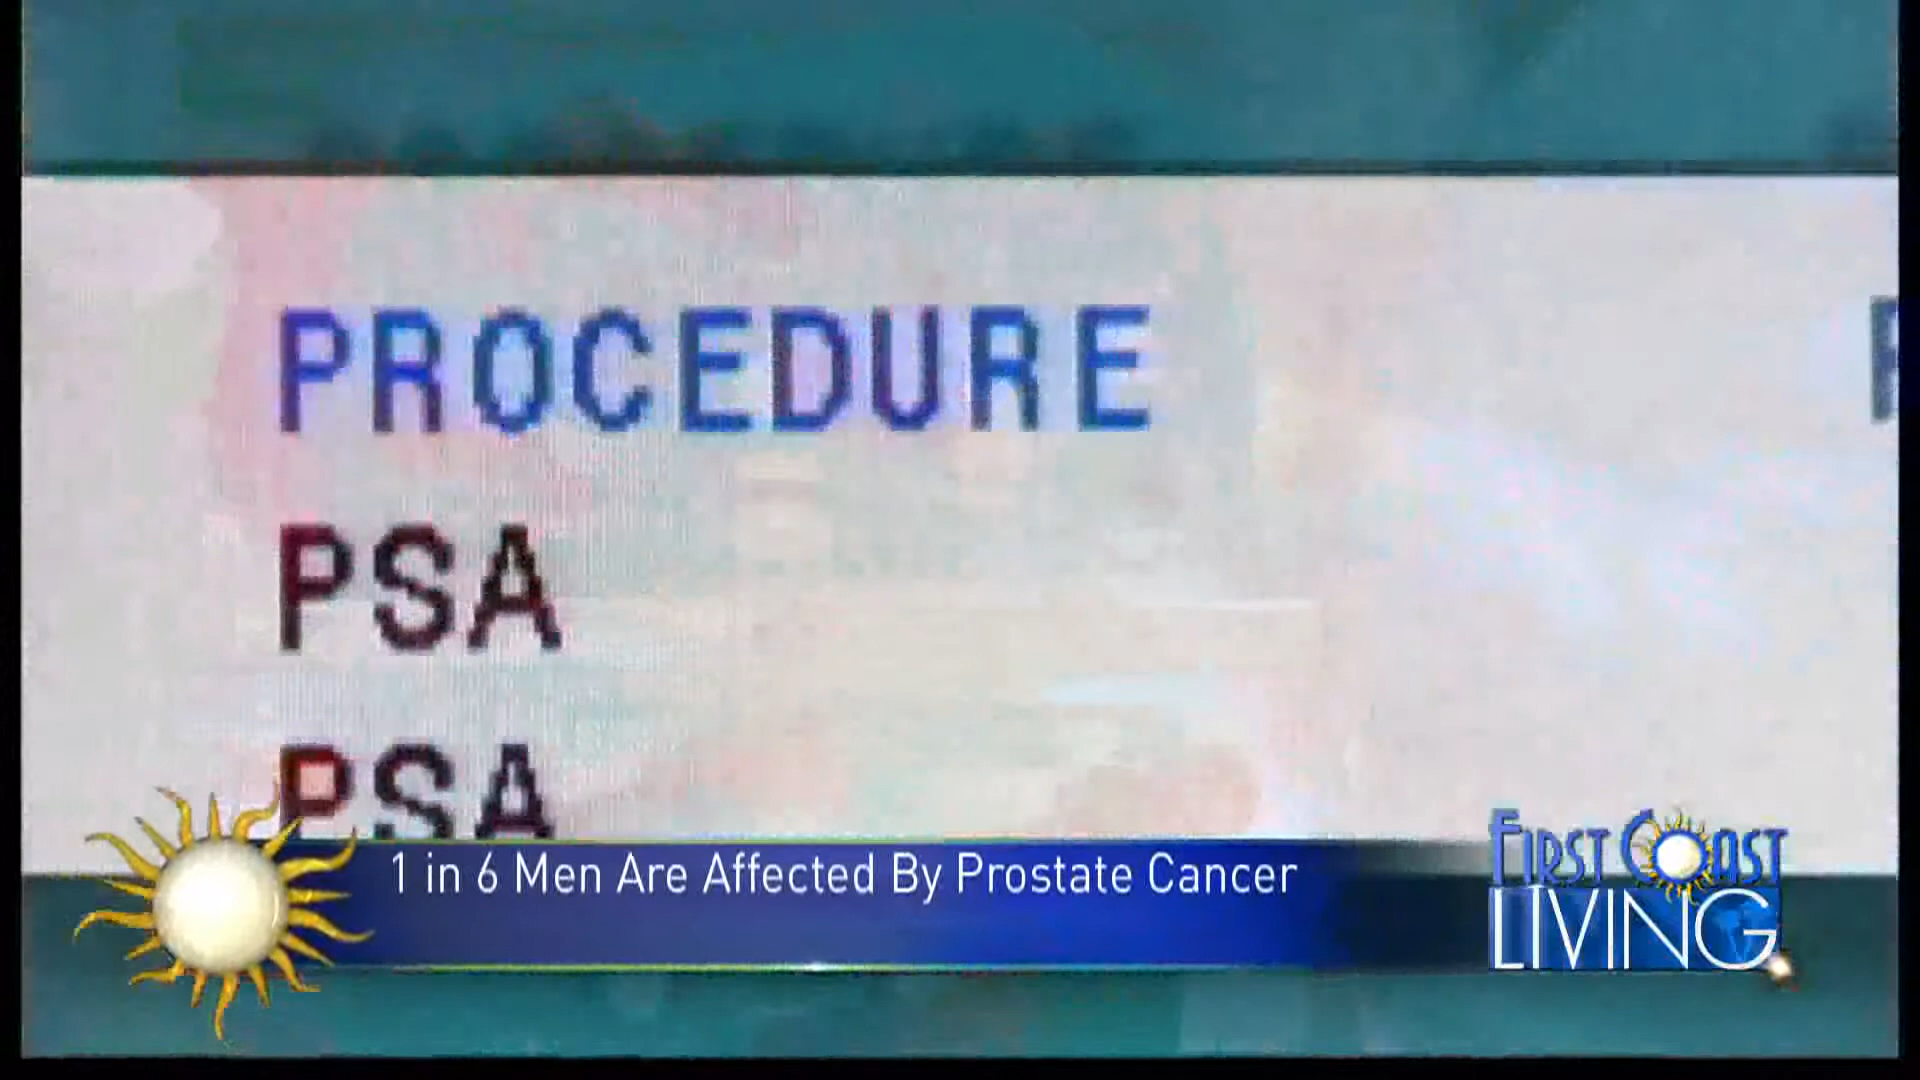 PROCEDURE
PSA
PSA
1 in 6 Men Are Affected By Prostate Cancer
FIRST COAST
LIVING